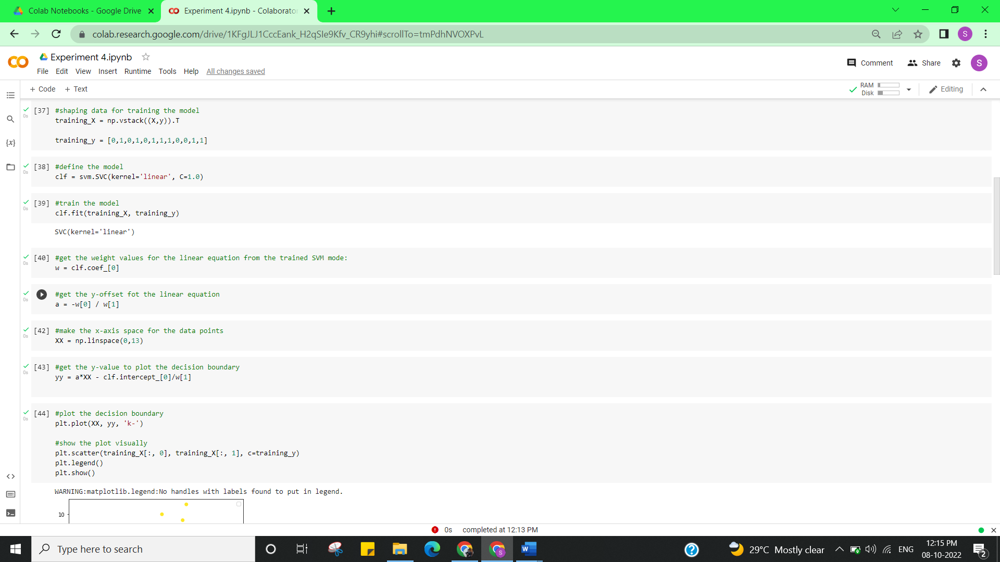 Colab Notebooks - Google Drive
Experiment 4.ipynb - Colaborator
colab.research.google.com/drive/1KFgJLJ1CccEank_H2qSIe9Kfv_CR9yhi#scrollTo=tmPdhNVOXPvL
S
Experiment 4.ipynb
Comment
Share
S
File Edit View Insert Runtime Tools Help All changes saved
+ Code + Text
RAM
Disk
Editing
[37] #shaping data for training the model
0s
training_X = np.vstack((X,y)).T
training_y = [0,1,0,1,0,1,1,1,0,0,1,1]
[38] #define the model
0s
clf = svm.SVC(kernel='linear', C=1.0)
[39] #train the model
0s
clf.fit(training_X, training_y)
SVC(kernel='linear')
[40] #get the weight values for the linear equation from the trained SVM mode:
0s
w = clf.coef_[0]
#get the y-offset fot the linear equation
0s
a = -w[0] / w[1]
[42] #make the x-axis space for the data points
0s
XX = np.linspace(0,13)
[43] #get the y-value to plot the decision boundary
0s
yy = a*XX - clf.intercept_[0]/w[1]
[44] #plot the decision boundary
0s
plt.plot(XX, yy, 'k-')
#show the plot visually
plt.scatter(training_X[:, 0], training_X[:, 1], c=training_y)
plt.legend()
plt.show()
WARNING:matplotlib.legend:No handles with labels found to put in legend.
10
0s completed at 12:13 PM
Type here to search
29°C Mostly clear
ENG
12:15 PM
08-10-2022
2